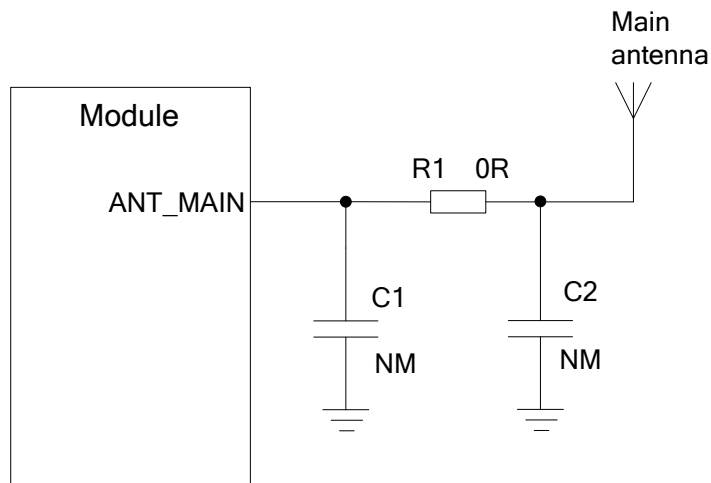 Main
antenna
Module
R1 0R
ANT_MAIN
C1
C2
NM
NM